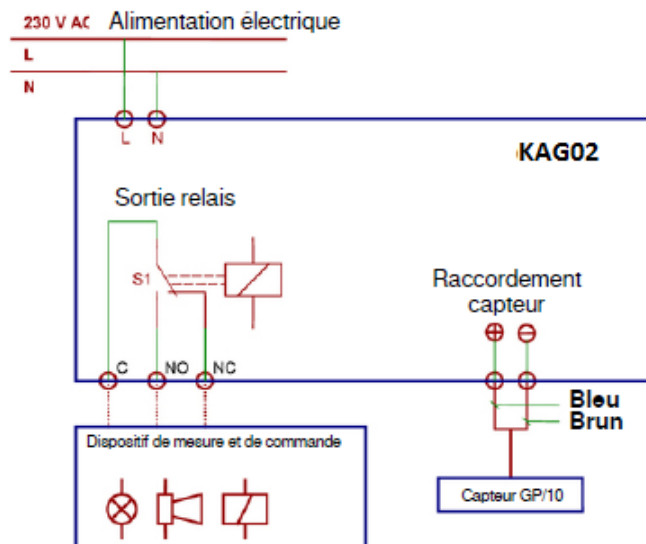 230 V AC Alimentation électrique
L
N
L N
KAG02
Sortie relais
S1
Raccordement
capteur
+ −
C NO NC
Bleu
Brun
Dispositif de mesure et de commande
Capteur GP/10